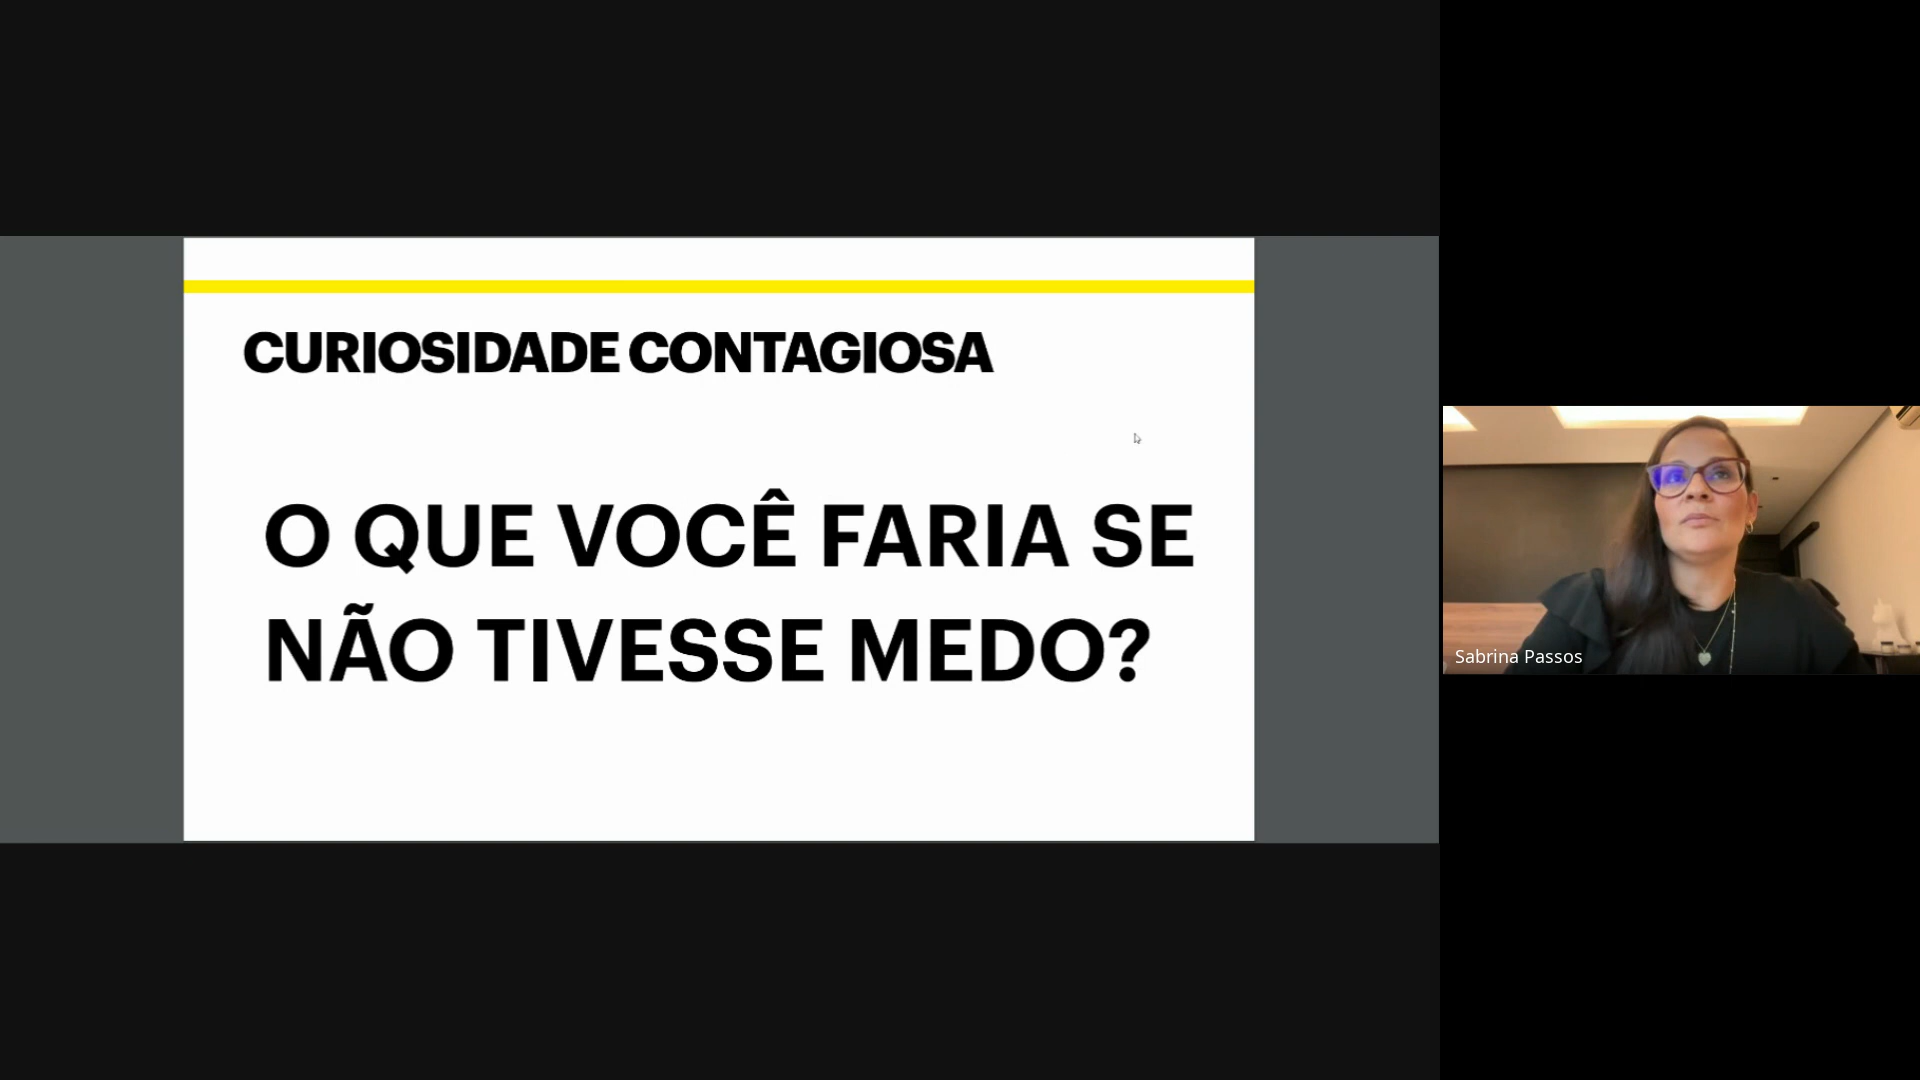 CURIOSIDADE CONTAGIOSA
O QUE VOCÊ FARIA SE
NÃO TIVESSE MEDO?
Sabrina Passos